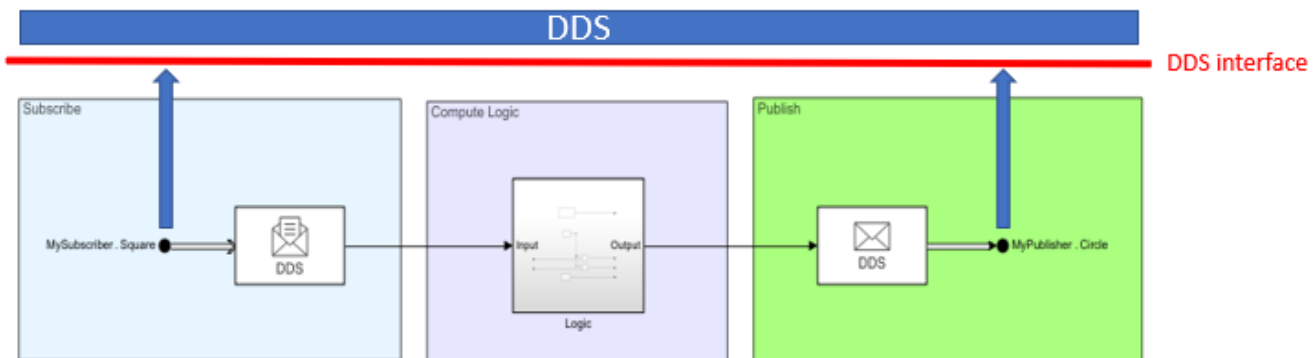 DDS
DDS interface
Subscribe
Compute Logic
Publish
MySubscriber . Square
DDS
Input
Output
Logic
DDS
MyPublisher . Circle